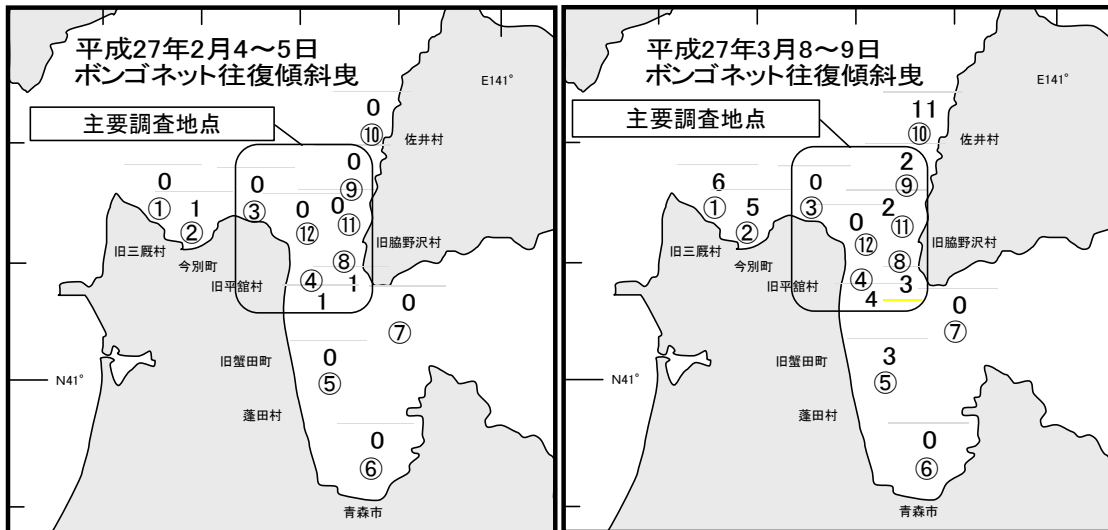 平成27年2月4～5日
ボンゴネット往復傾斜曳
E141°
主要調査地点
0
⑩
佐井村
0
⑨
0
①
1
②
0
③
0
⑫
0
⑪
旧三厩村
今別町
旧脇野沢村
⑧
1
旧平舘村
④
1
0
⑦
旧蟹田町
0
⑤
N41°
蓬田村
0
⑥
青森市
平成27年3月8～9日
ボンゴネット往復傾斜曳
E141°
主要調査地点
11
⑩
佐井村
2
⑨
6
①
5
②
0
③
0
⑫
2
⑪
旧三厩村
今別町
旧脇野沢村
⑧
3
旧平舘村
④
4
0
⑦
旧蟹田町
3
⑤
N41°
蓬田村
0
⑥
青森市